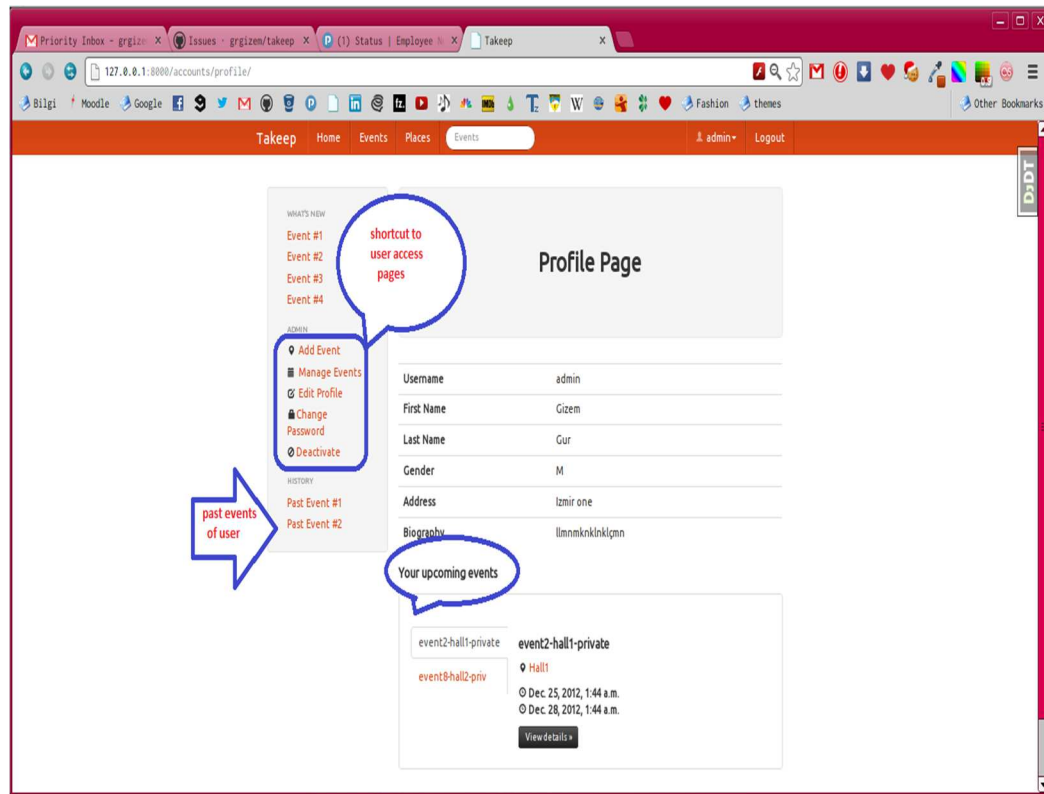 Priority Inbox - grgize
Issues · grgizem/takeep
(1) Status | Employee
Takeep
127.0.0.1:8000/accounts/profile/
Bilgi
Moodle
Google
Fashion
themes
Other Bookmarks
Takeep
Home
Events
Places
Events
admin
Logout
DjDT
WHAT'S NEW
Event #1
Event #2
Event #3
Event #4
shortcut to
user access
pages
Profile Page
ADMIN
Add Event
Manage Events
Edit Profile
Change
Password
Deactivate
HISTORY
Past Event #1
Past Event #2
past events
of user
Username admin
First Name Gizem
Last Name Gur
Gender M
Address Izmir one
Biography llmnmknklnklçmn
Your upcoming events
event2-hall1-private
event8-hall2-priv
event2-hall1-private
Hall1
Dec. 25, 2012, 1:44 a.m.
Dec. 28, 2012, 1:44 a.m.
View details »